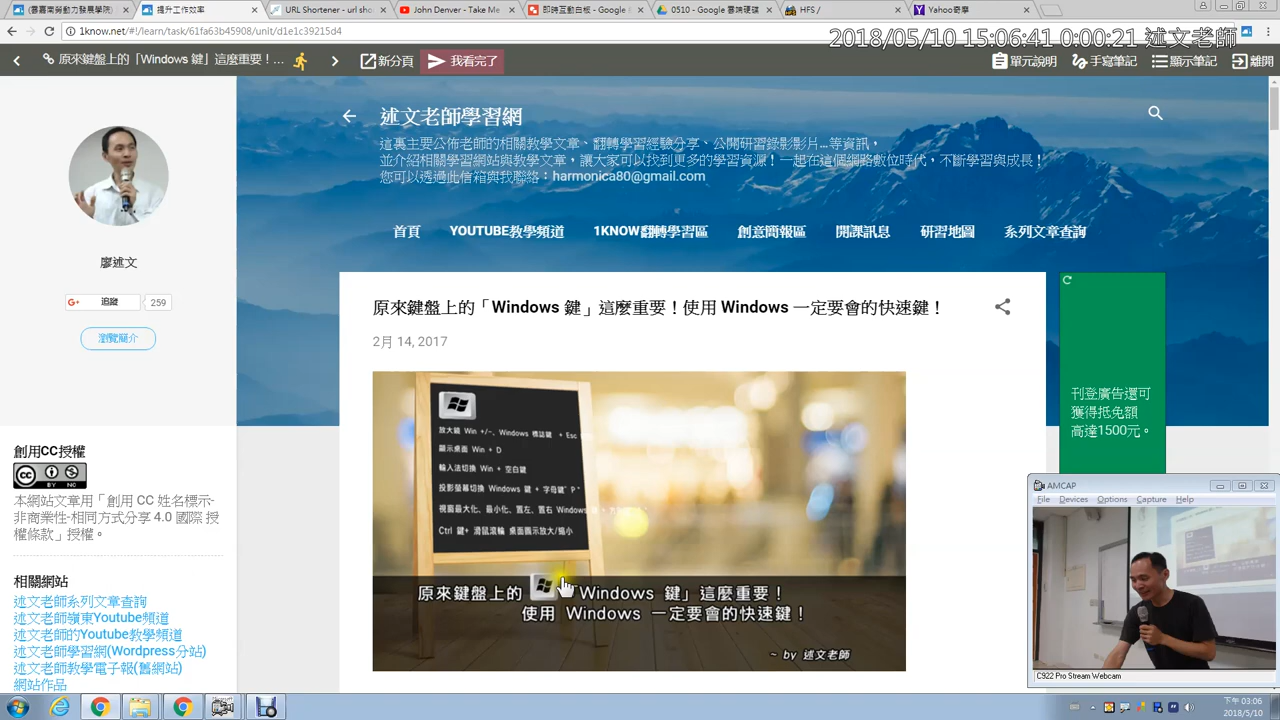 (雲嘉南勞動力發展學院)
提升工作效率
URL Shortener - url sho
John Denver - Take Me
即時互動白板 - Google
0510 - Google 雲端硬碟
HFS /
Yahoo奇摩
1know.net/#!/learn/task/61fa63b45908/unit/d1e1c39215d4
2018/05/10 15:06:41 0:00:21 述文老師
原來鍵盤上的「Windows 鍵」這麼重要！...
新分頁
我看完了
單元說明
手寫筆記
顯示筆記
離開
述文老師學習網
這裏主要公佈老師的相關教學文章、翻轉學習經驗分享、公開研習錄影影片...等資訊，
並介紹相關學習網站與教學文章，讓大家可以找到更多的學習資源！一起在這個網路數位時代，不斷學習與成長！
您可以透過此信箱與我聯絡：harmonica80@gmail.com
首頁 YOUTUBE教學頻道 1KNOW翻轉學習區 創意簡報區 開課訊息 研習地圖 系列文章查詢
廖述文
G+ 追蹤 259
瀏覽簡介
原來鍵盤上的「Windows 鍵」這麼重要！使用 Windows 一定要會的快速鍵！
2月 14, 2017
放大鏡 Win +/-、Windows 標誌鍵 + Esc
顯示桌面 Win + D
輸入法切換 Win + 空白鍵
投影螢幕切換 Windows 鍵 + 字母鍵" P "
視窗最大化、最小化、置左、置右 Windows
Ctrl 鍵+ 滑鼠滾輪 桌面圖示放大/縮小
原來鍵盤上的 「Windows 鍵」這麼重要！
使用 Windows 一定要會的快速鍵！
~ by 述文老師
刊登廣告還可
獲得抵免額
高達1500元。
創用CC授權
cc BY NC
本網站文章用「創用 CC 姓名標示-
非商業性-相同方式分享 4.0 國際 授
權條款」授權。
相關網站
述文老師系列文章查詢
述文老師嶺東Youtube頻道
述文老師的Youtube教學頻道
述文老師學習網(Wordpress分站)
述文老師教學電子報(舊網站)
網站作品
AMCAP
File Devices Options Capture Help
C922 Pro Stream Webcam
下午 03:06
2018/5/10